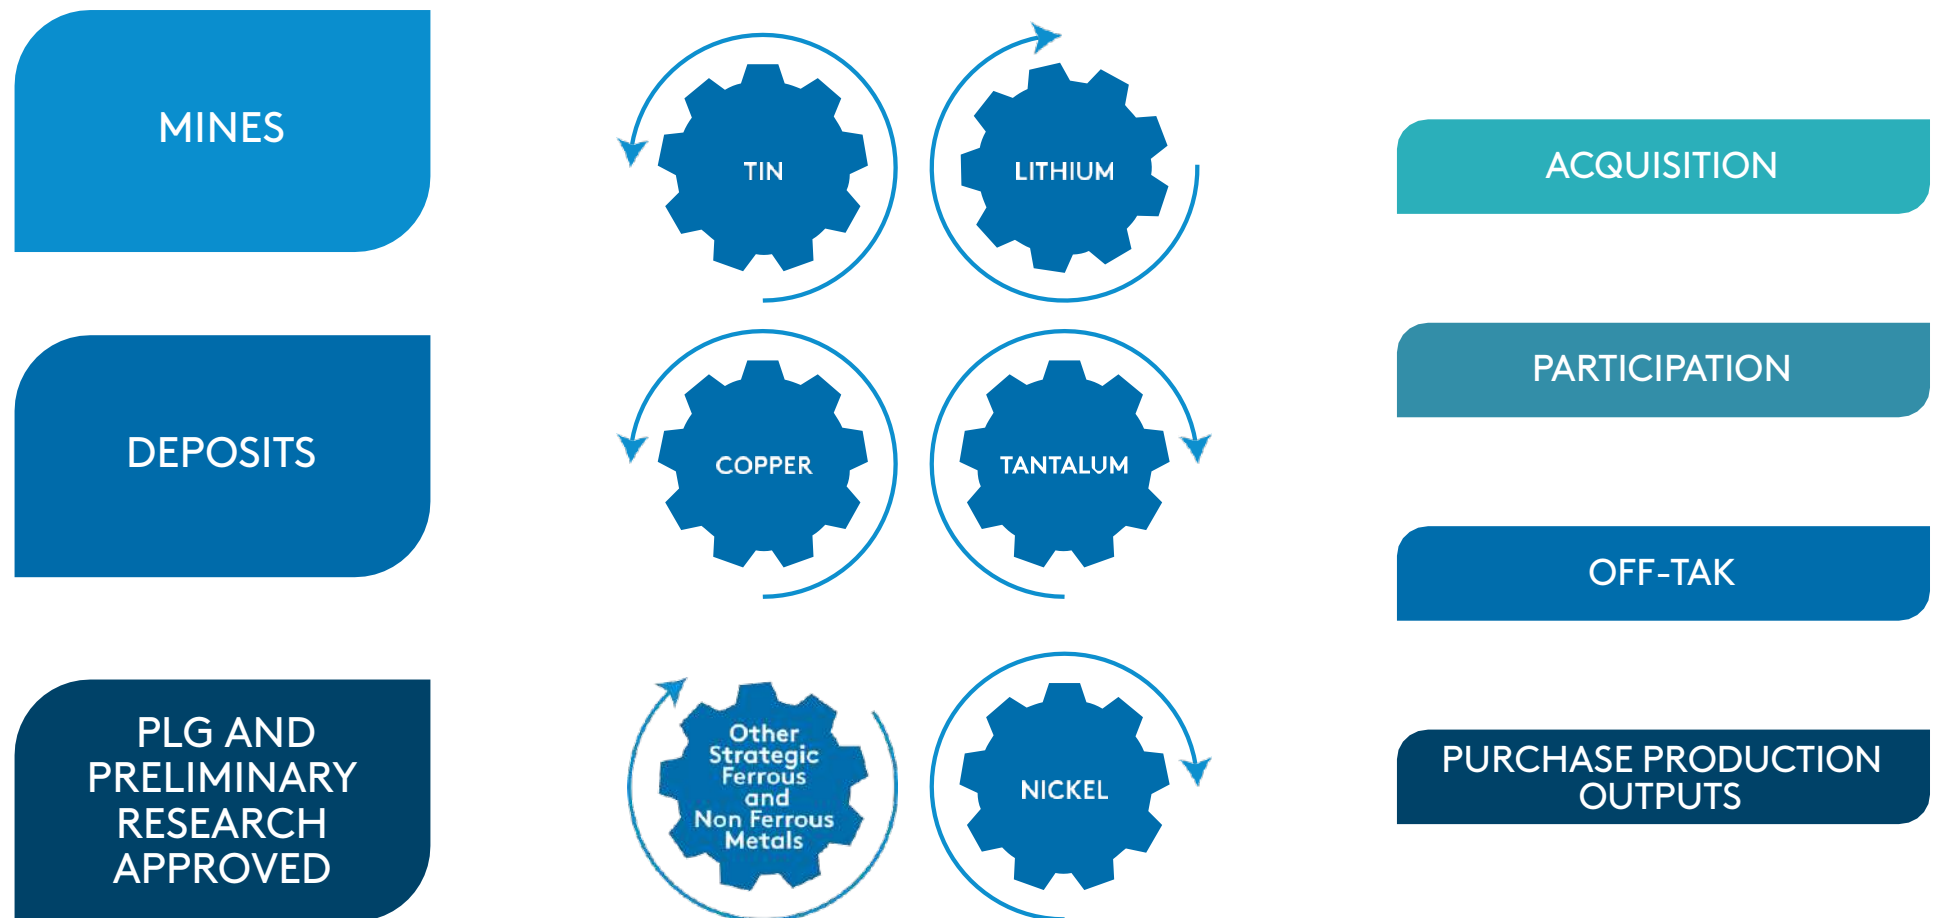 MINES
DEPOSITS
PLG AND
PRELIMINARY
RESEARCH
APPROVED
TIN
LITHIUM
COPPER
TANTALUM
Other
Strategic
Ferrous
and
Non Ferrous
Metals
NICKEL
ACQUISITION
PARTICIPATION
OFF-TAK
PURCHASE PRODUCTION
OUTPUTS